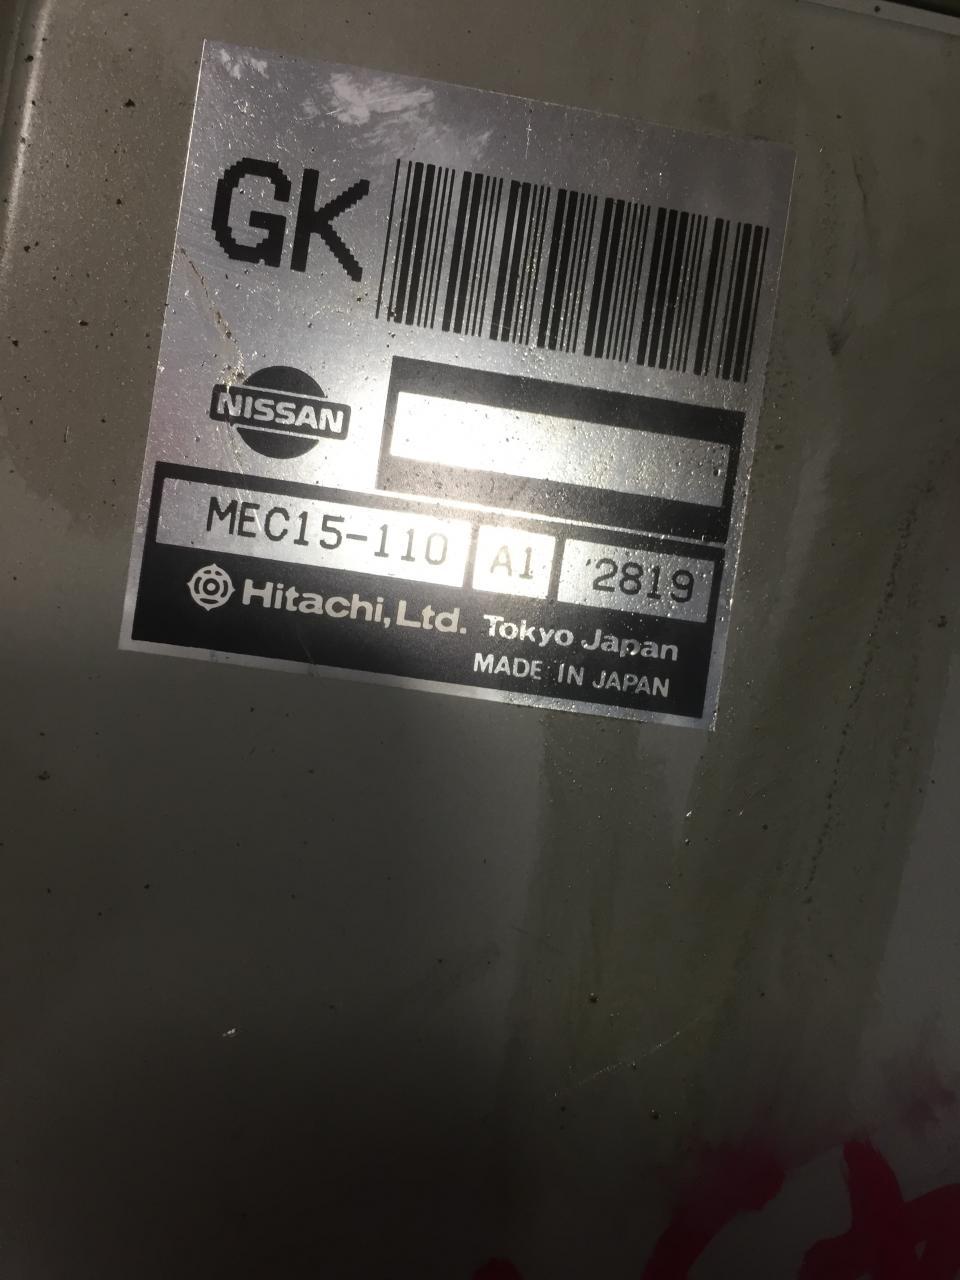 GK
NISSAN
MEC15-110 A1 2819
Hitachi, Ltd. Tokyo Japan
MADE IN JAPAN